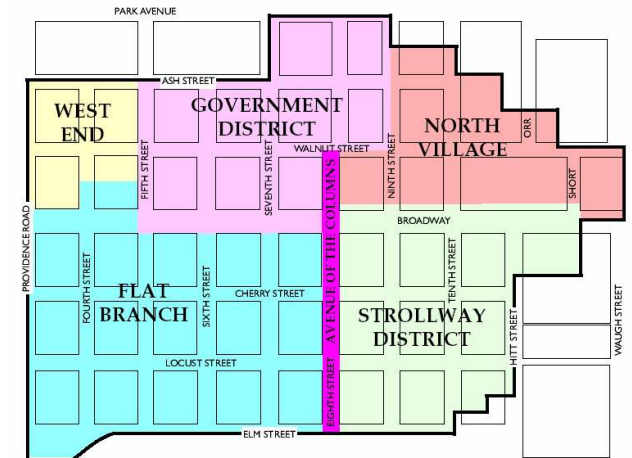 PARK AVENUE
ASH STREET
WEST
END
GOVERNMENT
DISTRICT
WALNUT STREET
NORTH
VILLAGE
ORR
FIFTH STREET
SEVENTH STREET
NINTH STREET
SHORT
BROADWAY
PROVIDENCE ROAD
FOURTH STREET
FLAT
BRANCH
SIXTH STREET
CHERRY STREET
AVENUE OF THE COLUMNS
EIGHTH STREET
TENTH STREET
STROLLWAY
DISTRICT
HITT STREET
WAUGH STREET
LOCUST STREET
ELM STREET